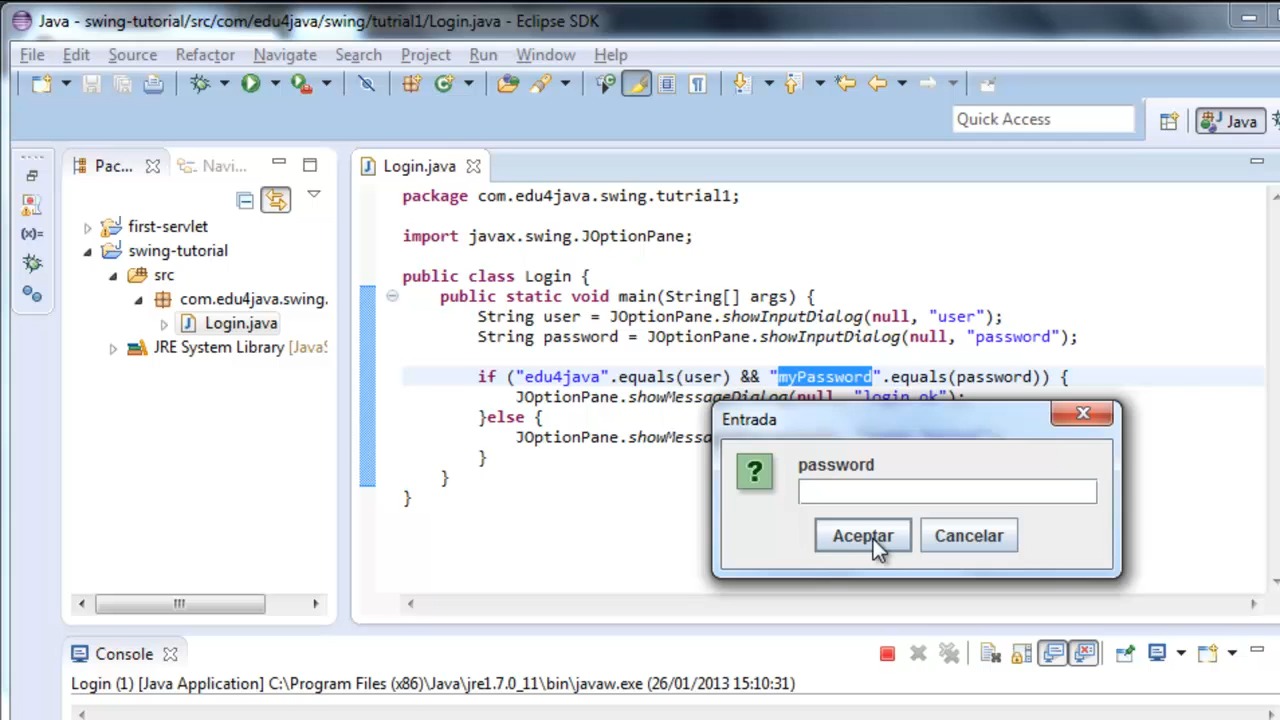 Java - swing-tutorial/src/com/edu4java/swing/tutrial1/Login.java - Eclipse SDK
File Edit Source Refactor Navigate Search Project Run Window Help
Quick Access
Java
Pac...
Navi...
Login.java
first-servlet
swing-tutorial
src
com.edu4java.swing.
Login.java
JRE System Library [JavaS
package com.edu4java.swing.tutrial1;
import javax.swing.JOptionPane;
public class Login {
public static void main(String[] args) {
String user = JOptionPane.showInputDialog(null, "user");
String password = JOptionPane.showInputDialog(null, "password");
if ("edu4java".equals(user) && "myPassword".equals(password)) {
JOptionPane.showMessageDialog(null, "login ok");
}else {
JOptionPane.showMessa
}
}
}
Entrada
password
Aceptar Cancelar
Console
Login (1) [Java Application] C:\Program Files (x86)\Java\jre1.7.0_11\bin\javaw.exe (26/01/2013 15:10:31)